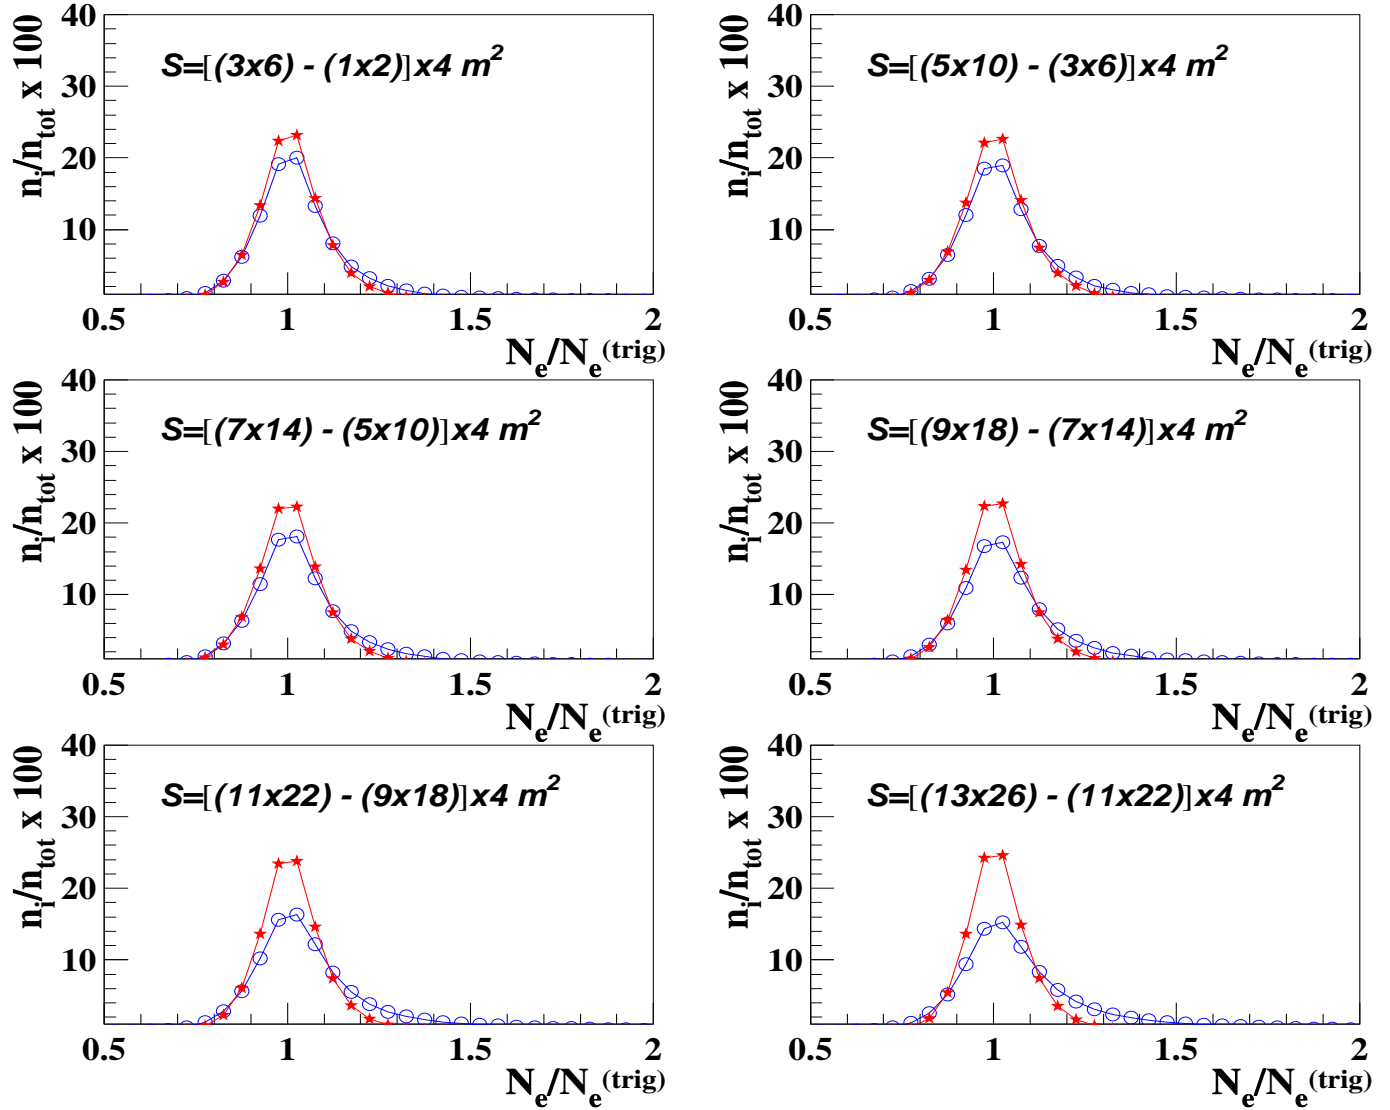 S=[(3x6) - (1x2)]x4 m²
n_i/n_tot x 100
40
30
20
10
0.5 1 1.5 2
N_e/N_e (trig)
S=[(5x10) - (3x6)]x4 m²
n_i/n_tot x 100
40
30
20
10
0.5 1 1.5 2
N_e/N_e (trig)
S=[(7x14) - (5x10)]x4 m²
n_i/n_tot x 100
40
30
20
10
0.5 1 1.5 2
N_e/N_e (trig)
S=[(9x18) - (7x14)]x4 m²
n_i/n_tot x 100
40
30
20
10
0.5 1 1.5 2
N_e/N_e (trig)
S=[(11x22) - (9x18)]x4 m²
n_i/n_tot x 100
40
30
20
10
0.5 1 1.5 2
N_e/N_e (trig)
S=[(13x26) - (11x22)]x4 m²
n_i/n_tot x 100
40
30
20
10
0.5 1 1.5 2
N_e/N_e (trig)